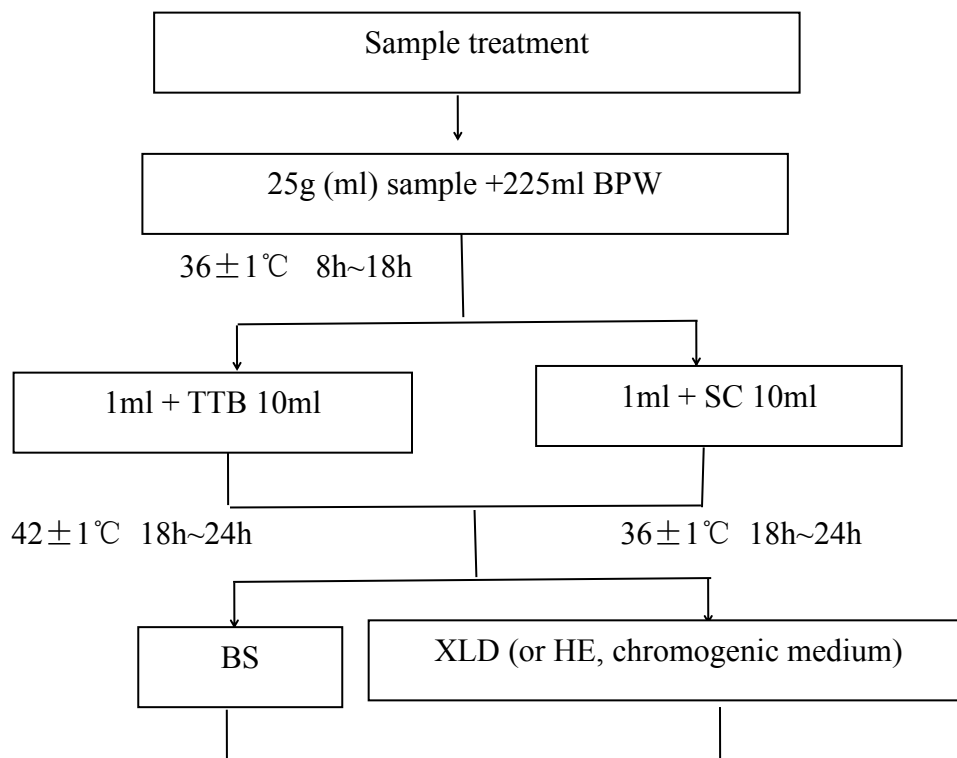 Sample treatment
25g (ml) sample +225ml BPW
36±1℃ 8h~18h
1ml + TTB 10ml
1ml + SC 10ml
42±1℃ 18h~24h
36±1℃ 18h~24h
BS
XLD (or HE, chromogenic medium)